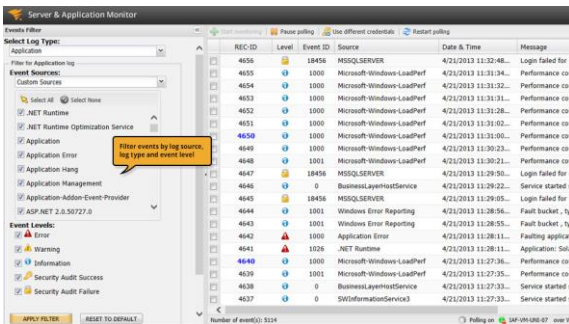 Server & Application Monitor
Events Filter
Select Log Type:
Application
Filter for Application log
Event Sources:
Custom Sources
Select All Select None
.NET Runtime
.NET Runtime Optimization Service
Application
Application Error
Application Hang
Application Management
Application-Addon-Event-Provider
ASP.NET 2.0.50727.0
Filter events by log source,
log type and event level
Event Levels:
Error
Warning
Information
Security Audit Success
Security Audit Failure
APPLY FILTER RESET TO DEFAULT
Start monitoring Pause polling Use different credentials Restart polling
REC-ID Level Event ID Source Date & Time Message
4656 18456 MSSQLSERVER 4/21/2013 11:32:48... Login failed for
4655 1000 Microsoft-Windows-LoadPerf 4/21/2013 11:31:34... Performance co
4654 1000 Microsoft-Windows-LoadPerf 4/21/2013 11:31:32... Performance co
4653 1000 Microsoft-Windows-LoadPerf 4/21/2013 11:31:31... Performance co
4652 1000 Microsoft-Windows-LoadPerf 4/21/2013 11:31:28... Performance co
4651 1000 Microsoft-Windows-LoadPerf 4/21/2013 11:31:02... Performance co
4650 1000 Microsoft-Windows-LoadPerf 4/21/2013 11:31:00... Performance co
4649 1000 Microsoft-Windows-LoadPerf 4/21/2013 11:30:23... Performance co
4648 1001 Microsoft-Windows-LoadPerf 4/21/2013 11:30:21... Performance co
4647 18456 MSSQLSERVER 4/21/2013 11:29:50... Login failed for
4646 0 BusinessLayerHostService 4/21/2013 11:29:22... Service started
4645 18456 MSSQLSERVER 4/21/2013 11:29:05... Login failed for
4644 1001 Windows Error Reporting 4/21/2013 11:28:56... Fault bucket , ty
4643 1001 Windows Error Reporting 4/21/2013 11:28:55... Fault bucket , ty
4642 1000 Application Error 4/21/2013 11:28:11... Faulting applica
4641 1026 .NET Runtime 4/21/2013 11:28:11... Application: Sol
4640 1000 Microsoft-Windows-LoadPerf 4/21/2013 11:27:36... Performance co
4639 1001 Microsoft-Windows-LoadPerf 4/21/2013 11:27:35... Performance co
4638 0 BusinessLayerHostService 4/21/2013 11:27:33... Service started
4637 0 SWInformationService3 4/21/2013 11:27:33... Service started
Number of event(s): 5114 Polling on IAP-VM-UNI-07 over W